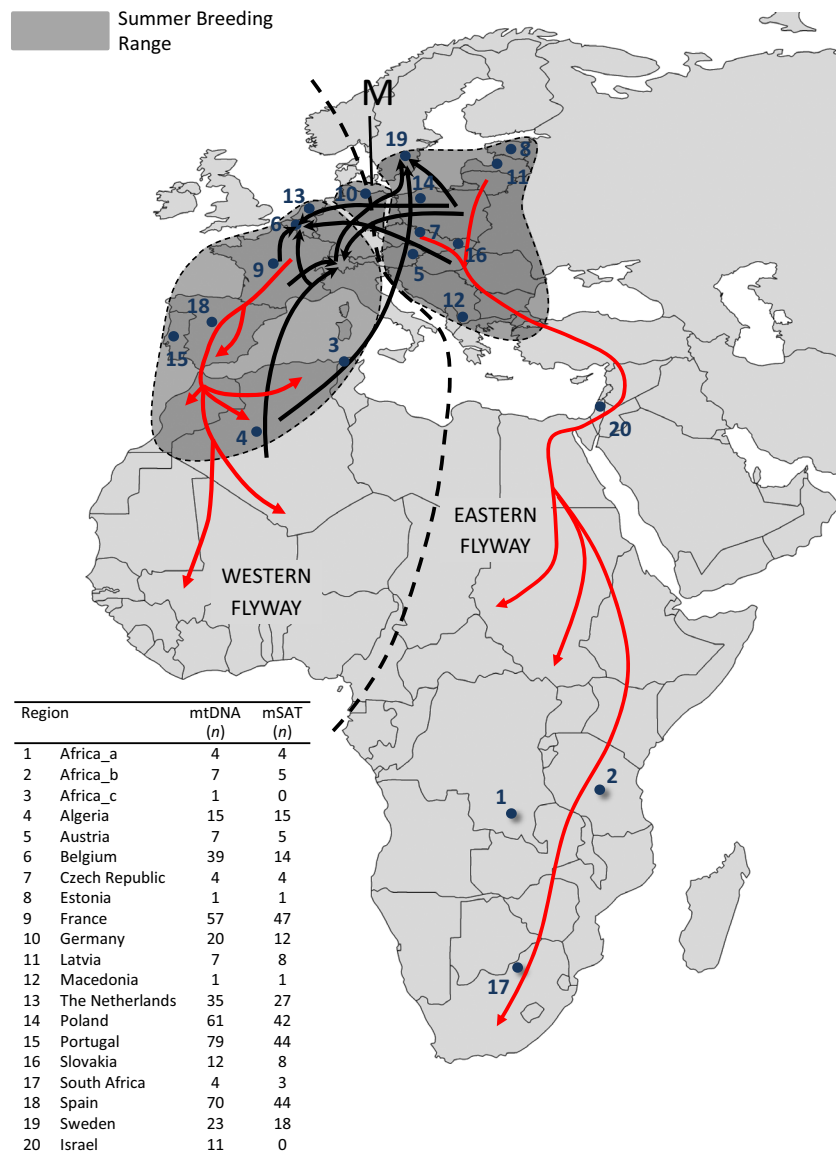 Summer Breeding
Range
M
19
8
11
10
14
13
6
7
16
9
5
18
12
15
3
4
20
EASTERN
FLYWAY
WESTERN
FLYWAY
2
1
17
Region mtDNA mSAT
(n) (n)
1 Africa_a 4 4
2 Africa_b 7 5
3 Africa_c 1 0
4 Algeria 15 15
5 Austria 7 5
6 Belgium 39 14
7 Czech Republic 4 4
8 Estonia 1 1
9 France 57 47
10 Germany 20 12
11 Latvia 7 8
12 Macedonia 1 1
13 The Netherlands 35 27
14 Poland 61 42
15 Portugal 79 44
16 Slovakia 12 8
17 South Africa 4 3
18 Spain 70 44
19 Sweden 23 18
20 Israel 11 0